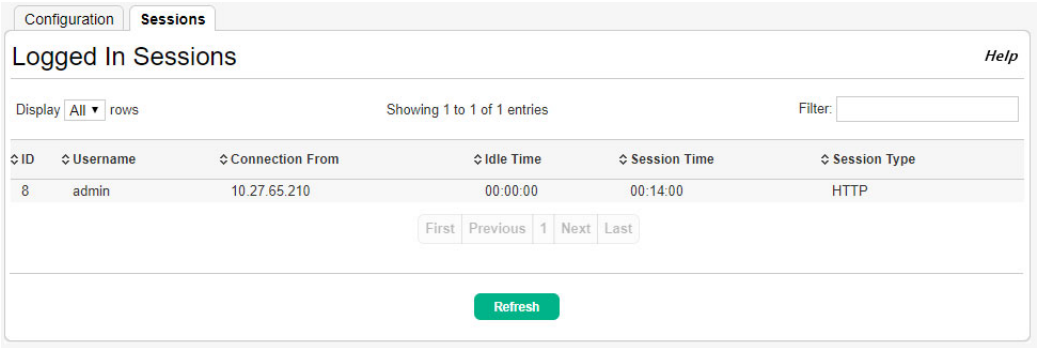 Configuration Sessions
Logged In Sessions Help
Display All rows Showing 1 to 1 of 1 entries Filter:
ID Username Connection From Idle Time Session Time Session Type
8 admin 10.27.65.210 00:00:00 00:14:00 HTTP
First Previous 1 Next Last
Refresh